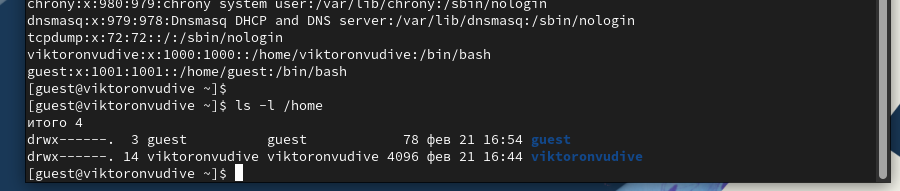 chrony:x:980:979:chrony system user:/var/lib/chrony:/sbin/nologin
dnsmasq:x:979:978:Dnsmasq DHCP and DNS server:/var/lib/dnsmasq:/sbin/nologin
tcpdump:x:72:72::/:/sbin/nologin
viktoronvudive:x:1000:1000::/home/viktoronvudive:/bin/bash
guest:x:1001:1001::/home/guest:/bin/bash
[guest@viktoronvudive ~]$
[guest@viktoronvudive ~]$ ls -l /home
итого 4
drwx------.  3 guest          guest            78 фев 21 16:54 guest
drwx------. 14 viktoronvudive viktoronvudive 4096 фев 21 16:44 viktoronvudive
[guest@viktoronvudive ~]$